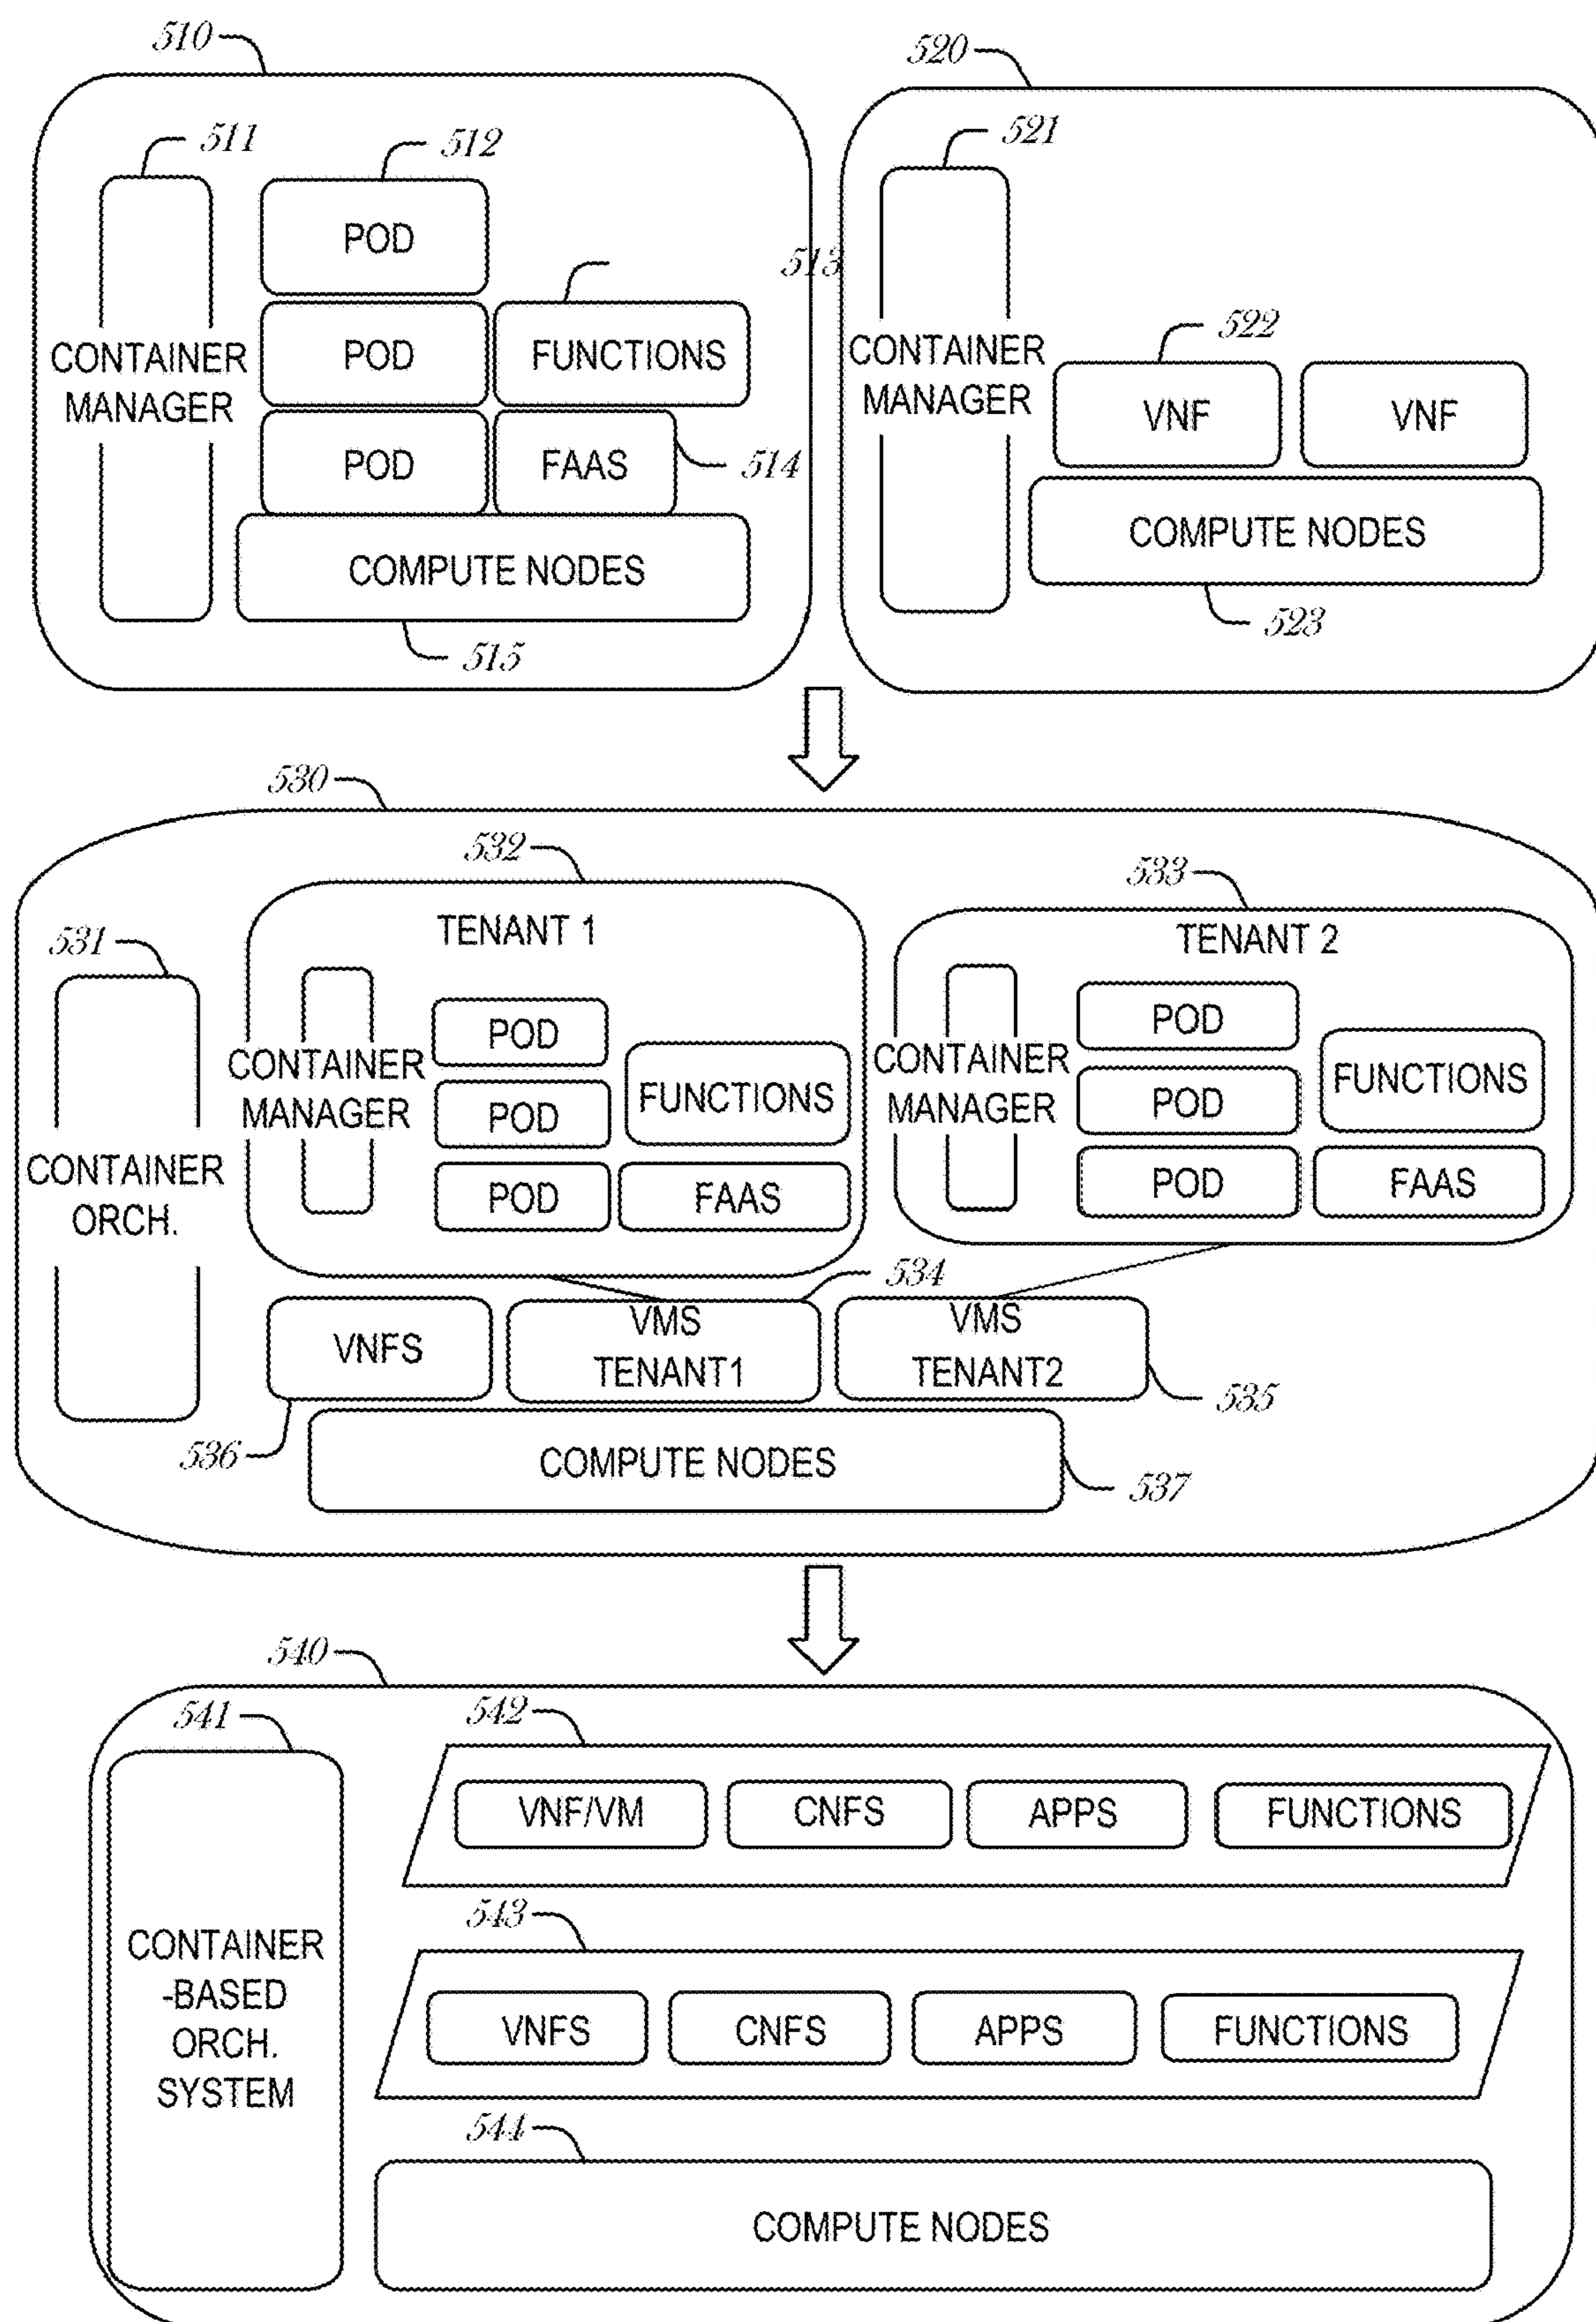 510
520
511
512
521
POD
513
522
CONTAINER
MANAGER
POD
FUNCTIONS
CONTAINER
MANAGER
VNF
VNF
POD
FAAS
514
COMPUTE NODES
COMPUTE NODES
515
523
530
532
533
531
TENANT 1
TENANT 2
POD
POD
CONTAINER
MANAGER
FUNCTIONS
CONTAINER
MANAGER
FUNCTIONS
POD
POD
CONTAINER
ORCH.
POD
FAAS
POD
FAAS
534
VNFS
VMS
TENANT1
VMS
TENANT2
535
536
COMPUTE NODES
537
540
541
542
VNF/VM
CNFS
APPS
FUNCTIONS
543
CONTAINER
-BASED
ORCH.
SYSTEM
VNFS
CNFS
APPS
FUNCTIONS
544
COMPUTE NODES